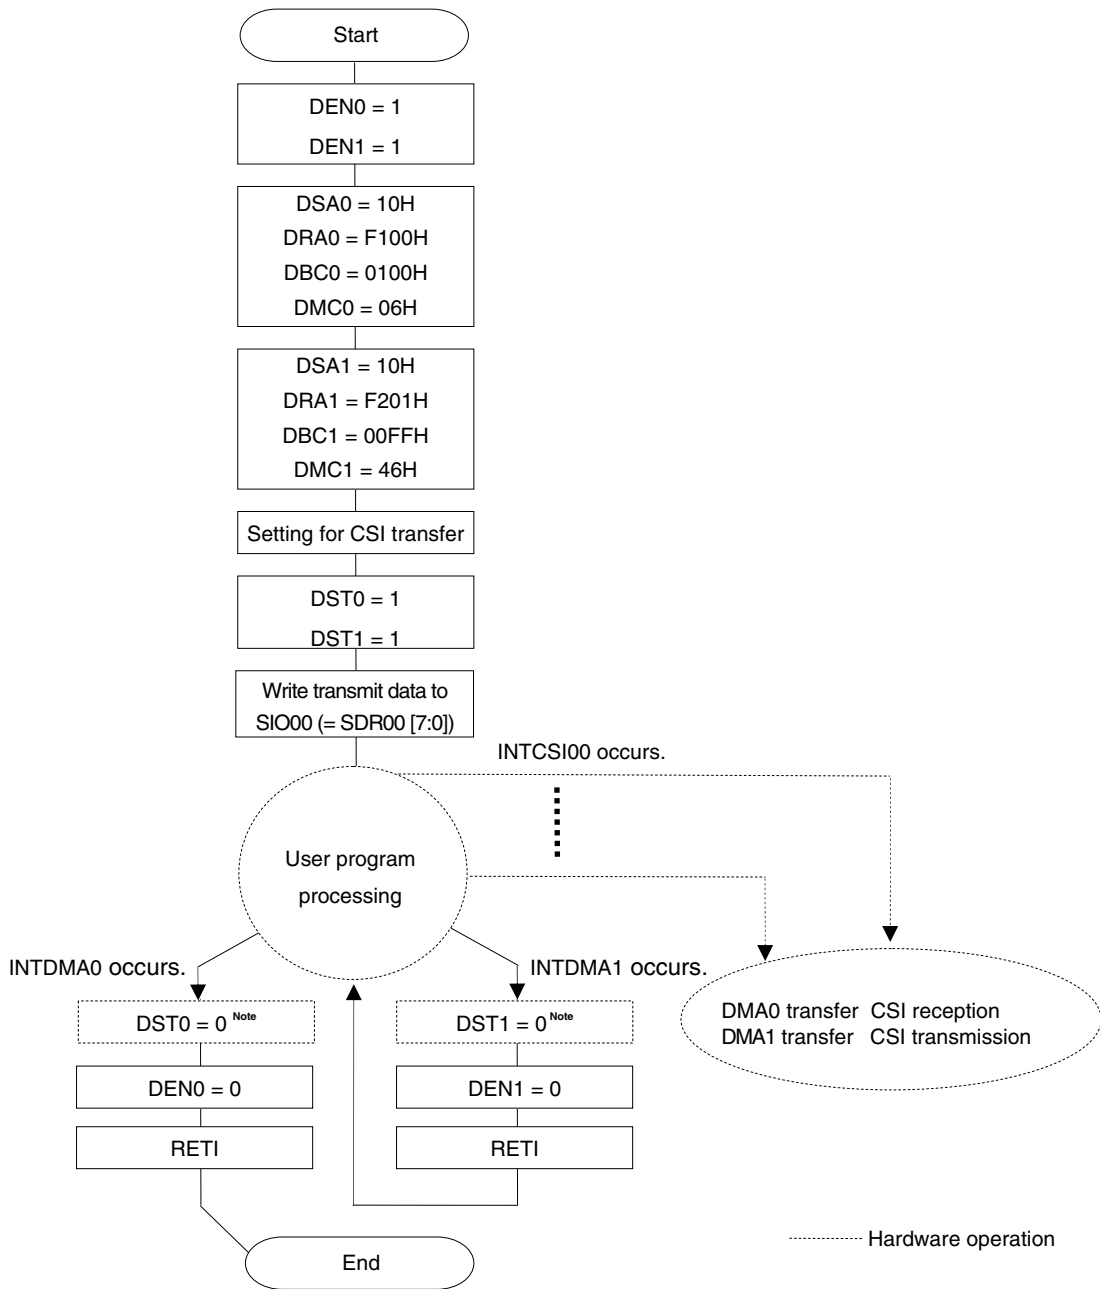 Start
DEN0 = 1
DEN1 = 1
DSA0 = 10H
DRA0 = F100H
DBC0 = 0100H
DMC0 = 06H
DSA1 = 10H
DRA1 = F201H
DBC1 = 00FFH
DMC1 = 46H
Setting for CSI transfer
DST0 = 1
DST1 = 1
Write transmit data to
SIO00 (= SDR00 [7:0])
INTCSI00 occurs.
User program
processing
INTDMA0 occurs.
INTDMA1 occurs.
DST0 = 0 Note
DST1 = 0 Note
DMA0 transfer CSI reception
DMA1 transfer CSI transmission
DEN0 = 0
DEN1 = 0
RETI
RETI
Hardware operation
End